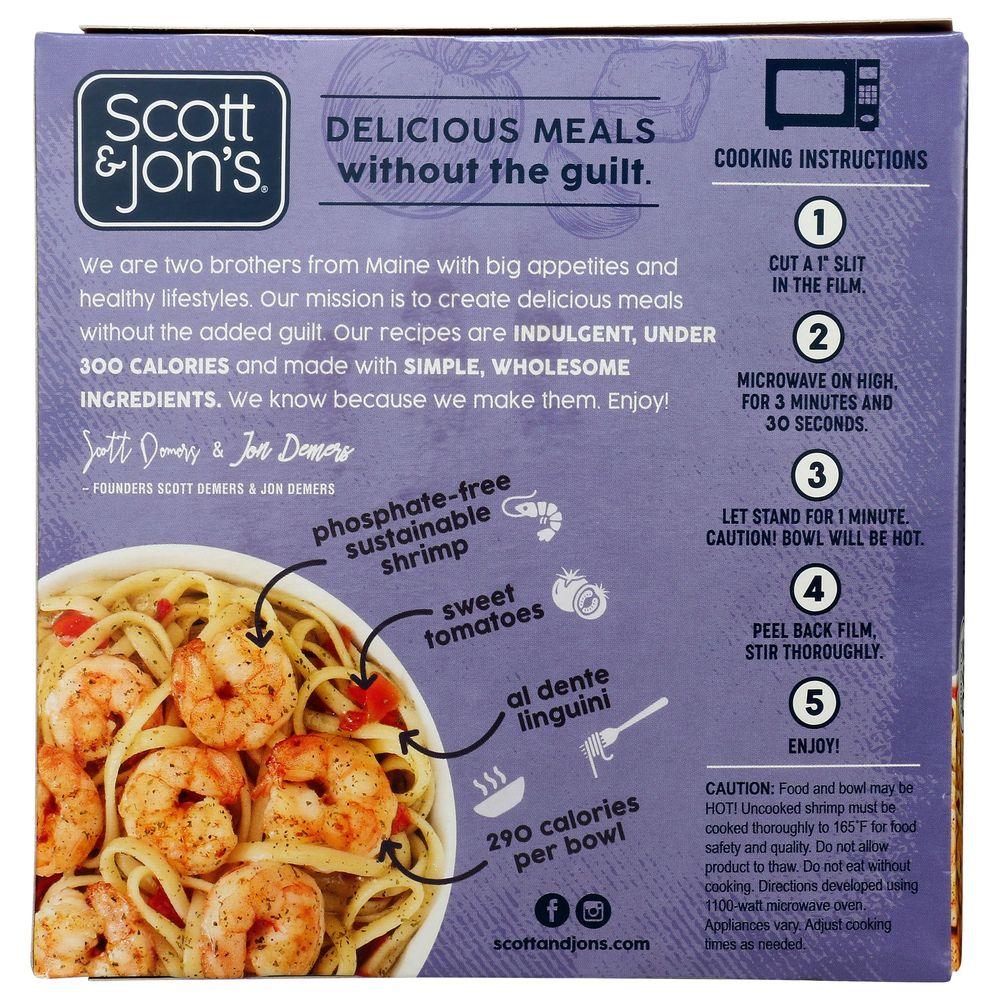 Scott
& Jon's®
DELICIOUS MEALS
without the guilt.
We are two brothers from Maine with big appetites and
healthy lifestyles. Our mission is to create delicious meals
without the added guilt. Our recipes are INDULGENT, UNDER
300 CALORIES and made with SIMPLE, WHOLESOME
INGREDIENTS. We know because we make them. Enjoy!
Scott Demers & Jon Demers
– FOUNDERS SCOTT DEMERS & JON DEMERS
phosphate-free
sustainable
shrimp
sweet
tomatoes
al dente
linguini
290 calories
per bowl
scottandjons.com
COOKING INSTRUCTIONS
1
CUT A 1" SLIT
IN THE FILM.
2
MICROWAVE ON HIGH,
FOR 3 MINUTES AND
30 SECONDS.
3
LET STAND FOR 1 MINUTE.
CAUTION! BOWL WILL BE HOT.
4
PEEL BACK FILM,
STIR THOROUGHLY.
5
ENJOY!
CAUTION: Food and bowl may be
HOT! Uncooked shrimp must be
cooked thoroughly to 165°F for food
safety and quality. Do not allow
product to thaw. Do not eat without
cooking. Directions developed using
1100-watt microwave oven.
Appliances vary. Adjust cooking
times as needed.